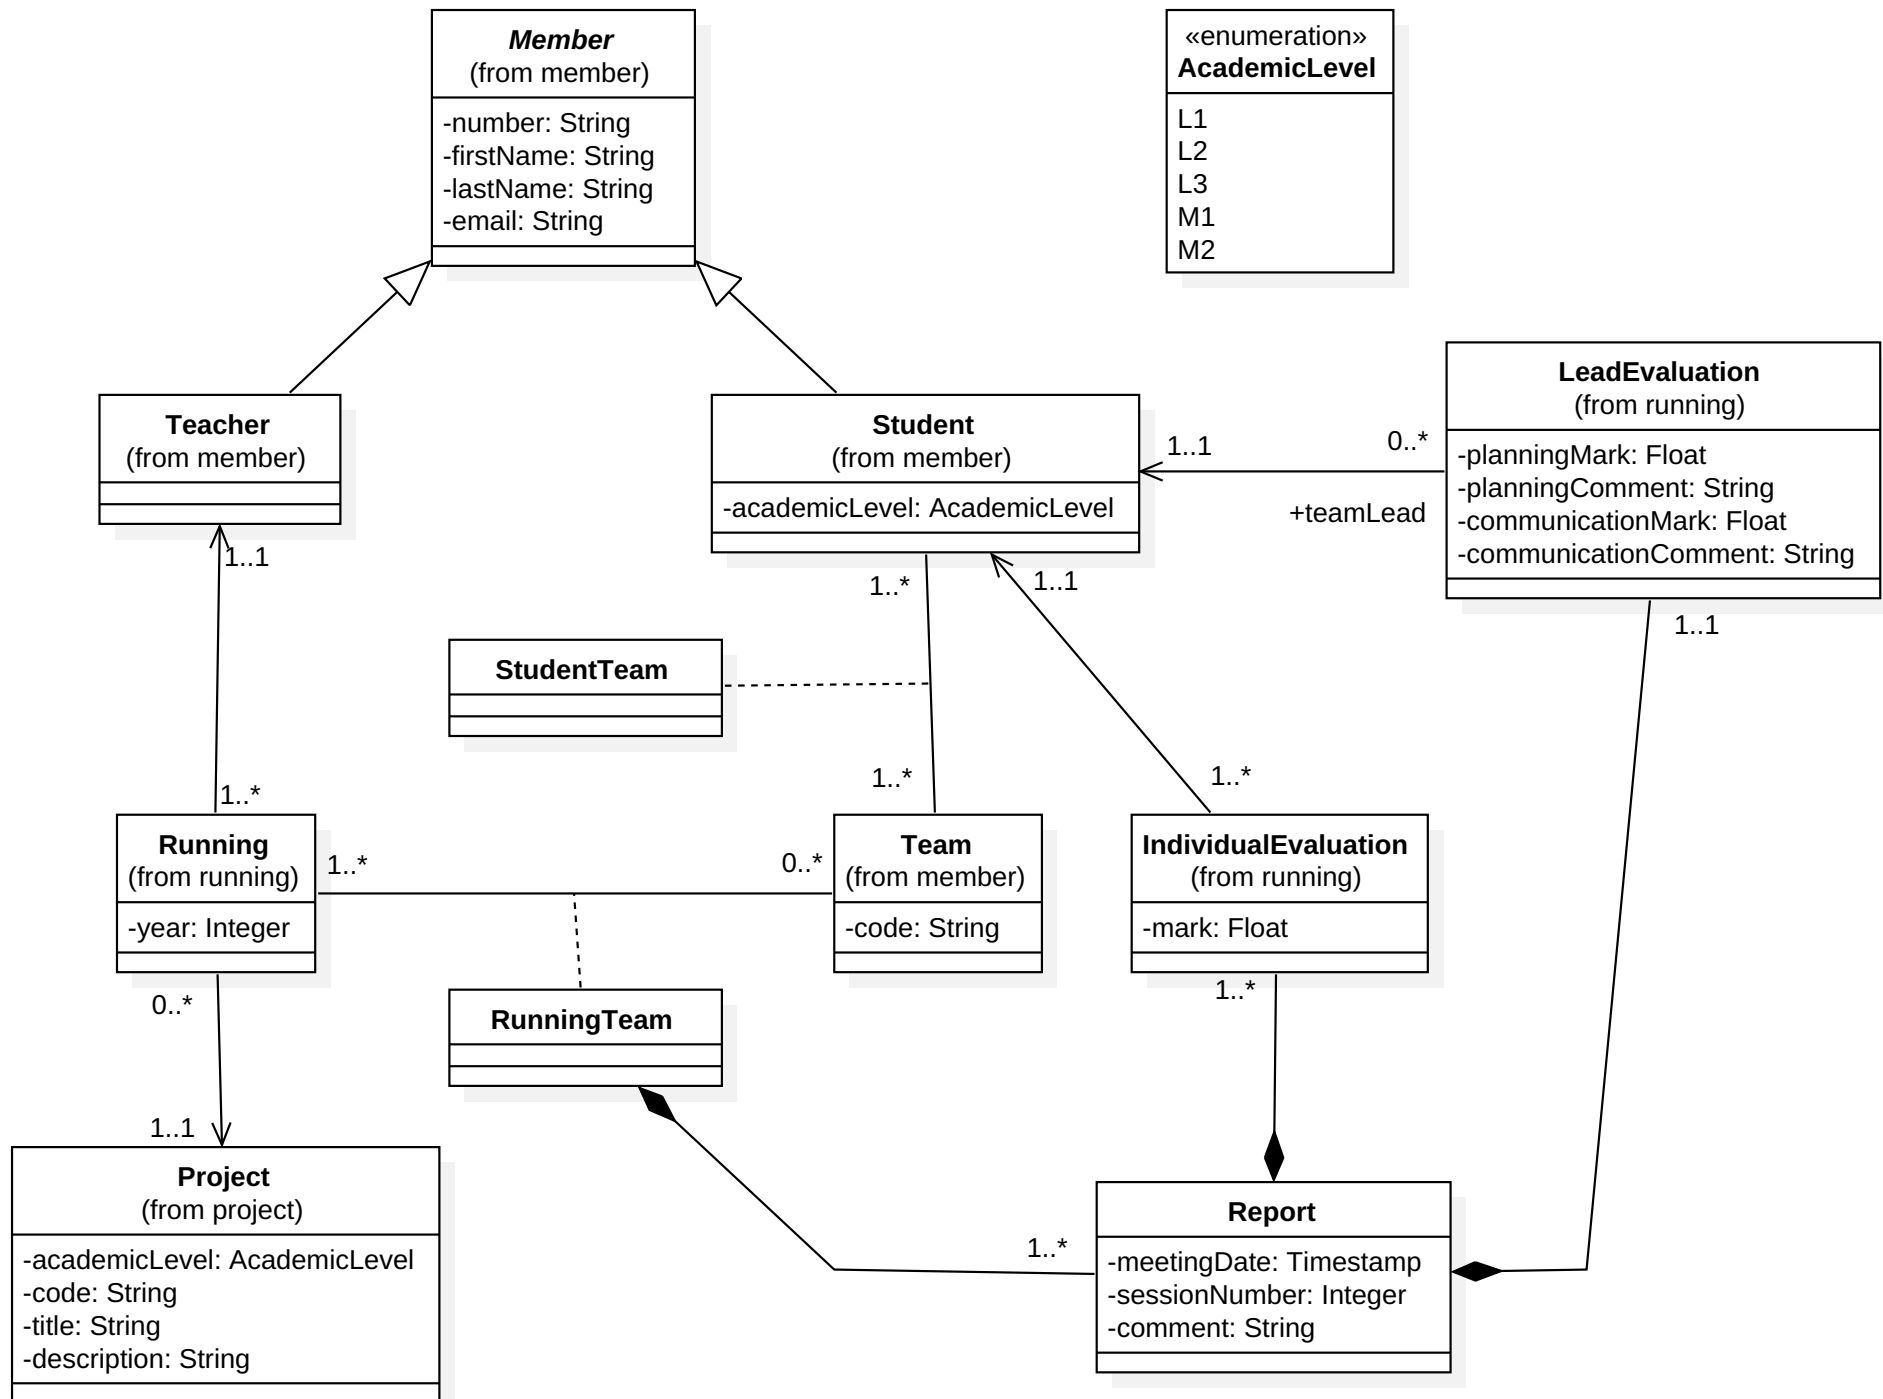 Member
(from member)
-number: String
-firstName: String
-lastName: String
-email: String
«enumeration»
AcademicLevel
L1
L2
L3
M1
M2
Teacher
(from member)
Student
(from member)
-academicLevel: AcademicLevel
LeadEvaluation
(from running)
-planningMark: Float
-planningComment: String
-communicationMark: Float
-communicationComment: String
1..1
0..*
+teamLead
1..1
1..*
1..1
1..1
StudentTeam
1..*
1..*
1..*
Running
(from running)
-year: Integer
1..*
0..*
Team
(from member)
-code: String
IndividualEvaluation
(from running)
-mark: Float
0..*
1..*
RunningTeam
1..1
Project
(from project)
-academicLevel: AcademicLevel
-code: String
-title: String
-description: String
1..*
Report
-meetingDate: Timestamp
-sessionNumber: Integer
-comment: String